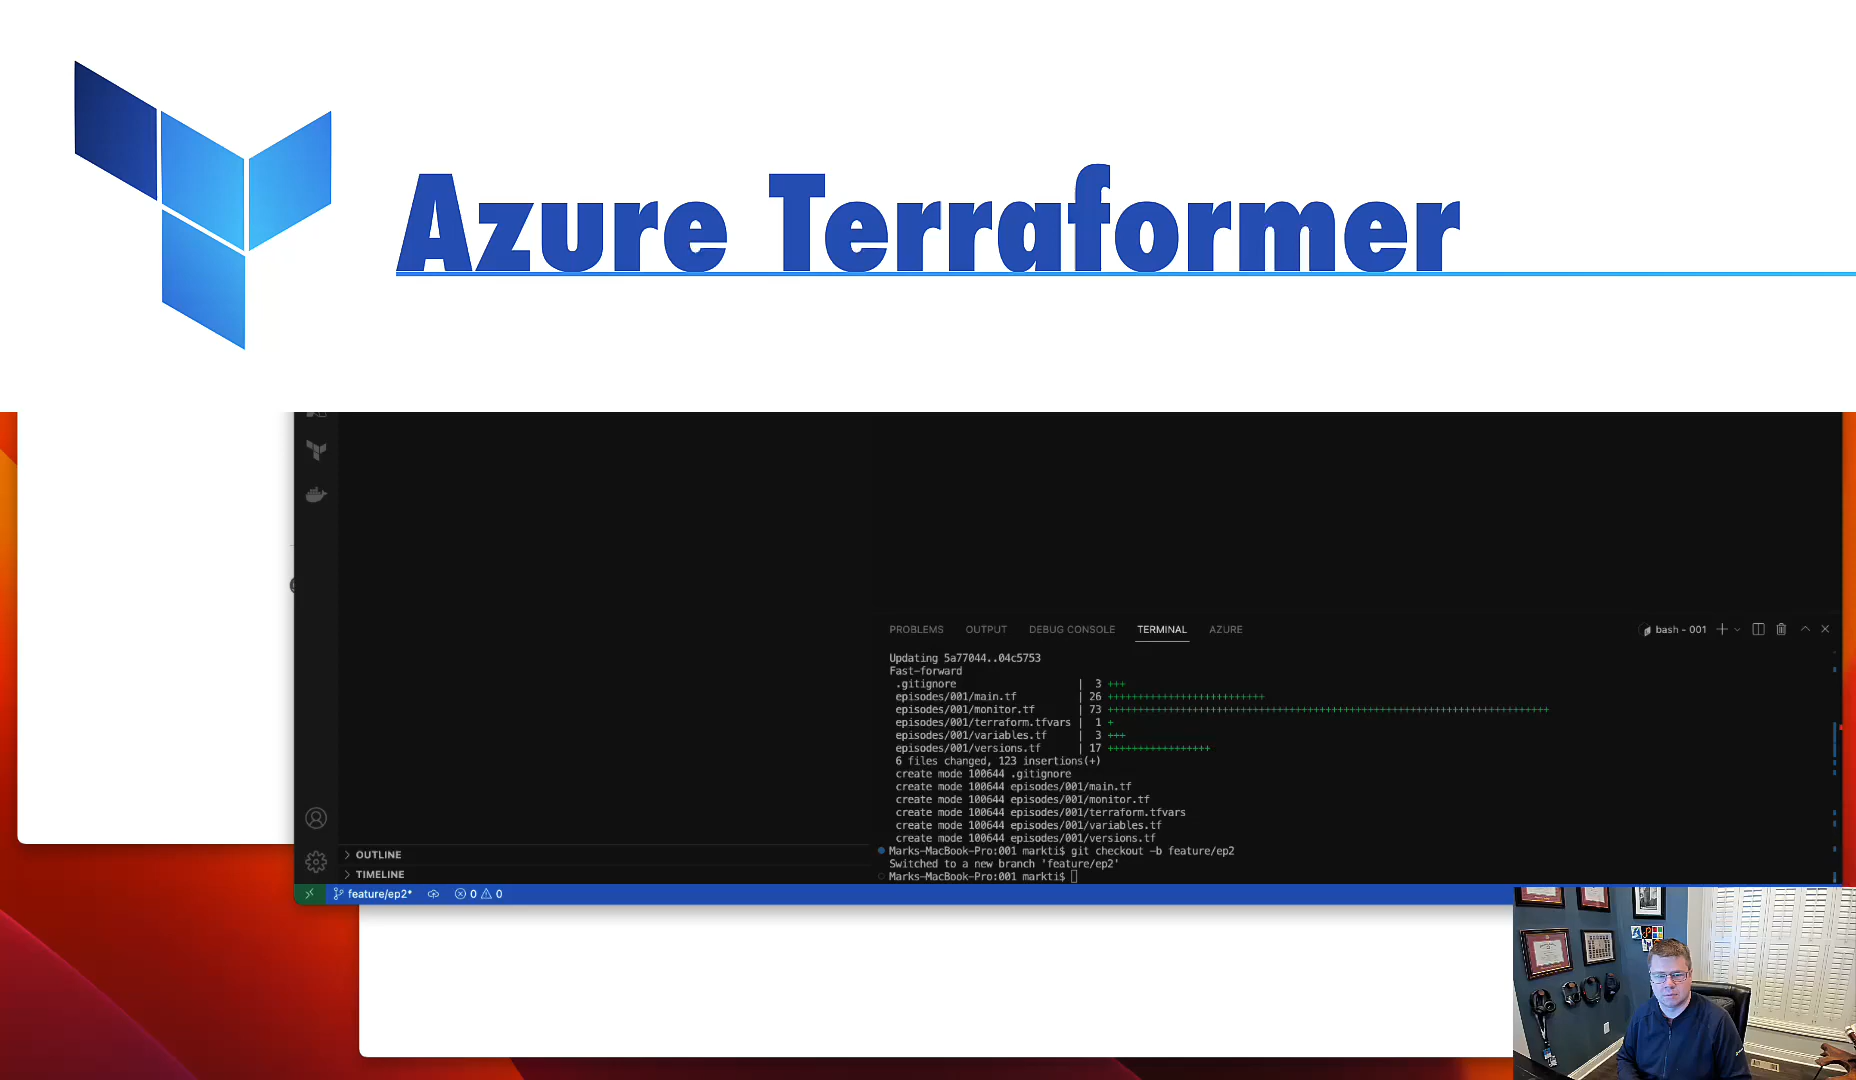 Azure Terraformer
PROBLEMS OUTPUT DEBUG CONSOLE TERMINAL AZURE
bash - 001
Updating 5a77044..04c5753
Fast-forward
.gitignore | 3 +++
episodes/001/main.tf | 26 ++++++++++++++++++++++++++
episodes/001/monitor.tf | 73 +++++++++++++++++++++++++++++++++++++++++++++++++++++++++++++++++++++++++
episodes/001/terraform.tfvars | 1 +
episodes/001/variables.tf | 3 +++
episodes/001/versions.tf | 17 +++++++++++++++++
6 files changed, 123 insertions(+)
create mode 100644 .gitignore
create mode 100644 episodes/001/main.tf
create mode 100644 episodes/001/monitor.tf
create mode 100644 episodes/001/terraform.tfvars
create mode 100644 episodes/001/variables.tf
create mode 100644 episodes/001/versions.tf
Marks-MacBook-Pro:001 markti$ git checkout -b feature/ep2
Switched to a new branch 'feature/ep2'
Marks-MacBook-Pro:001 markti$
OUTLINE
TIMELINE
feature/ep2* 0 0